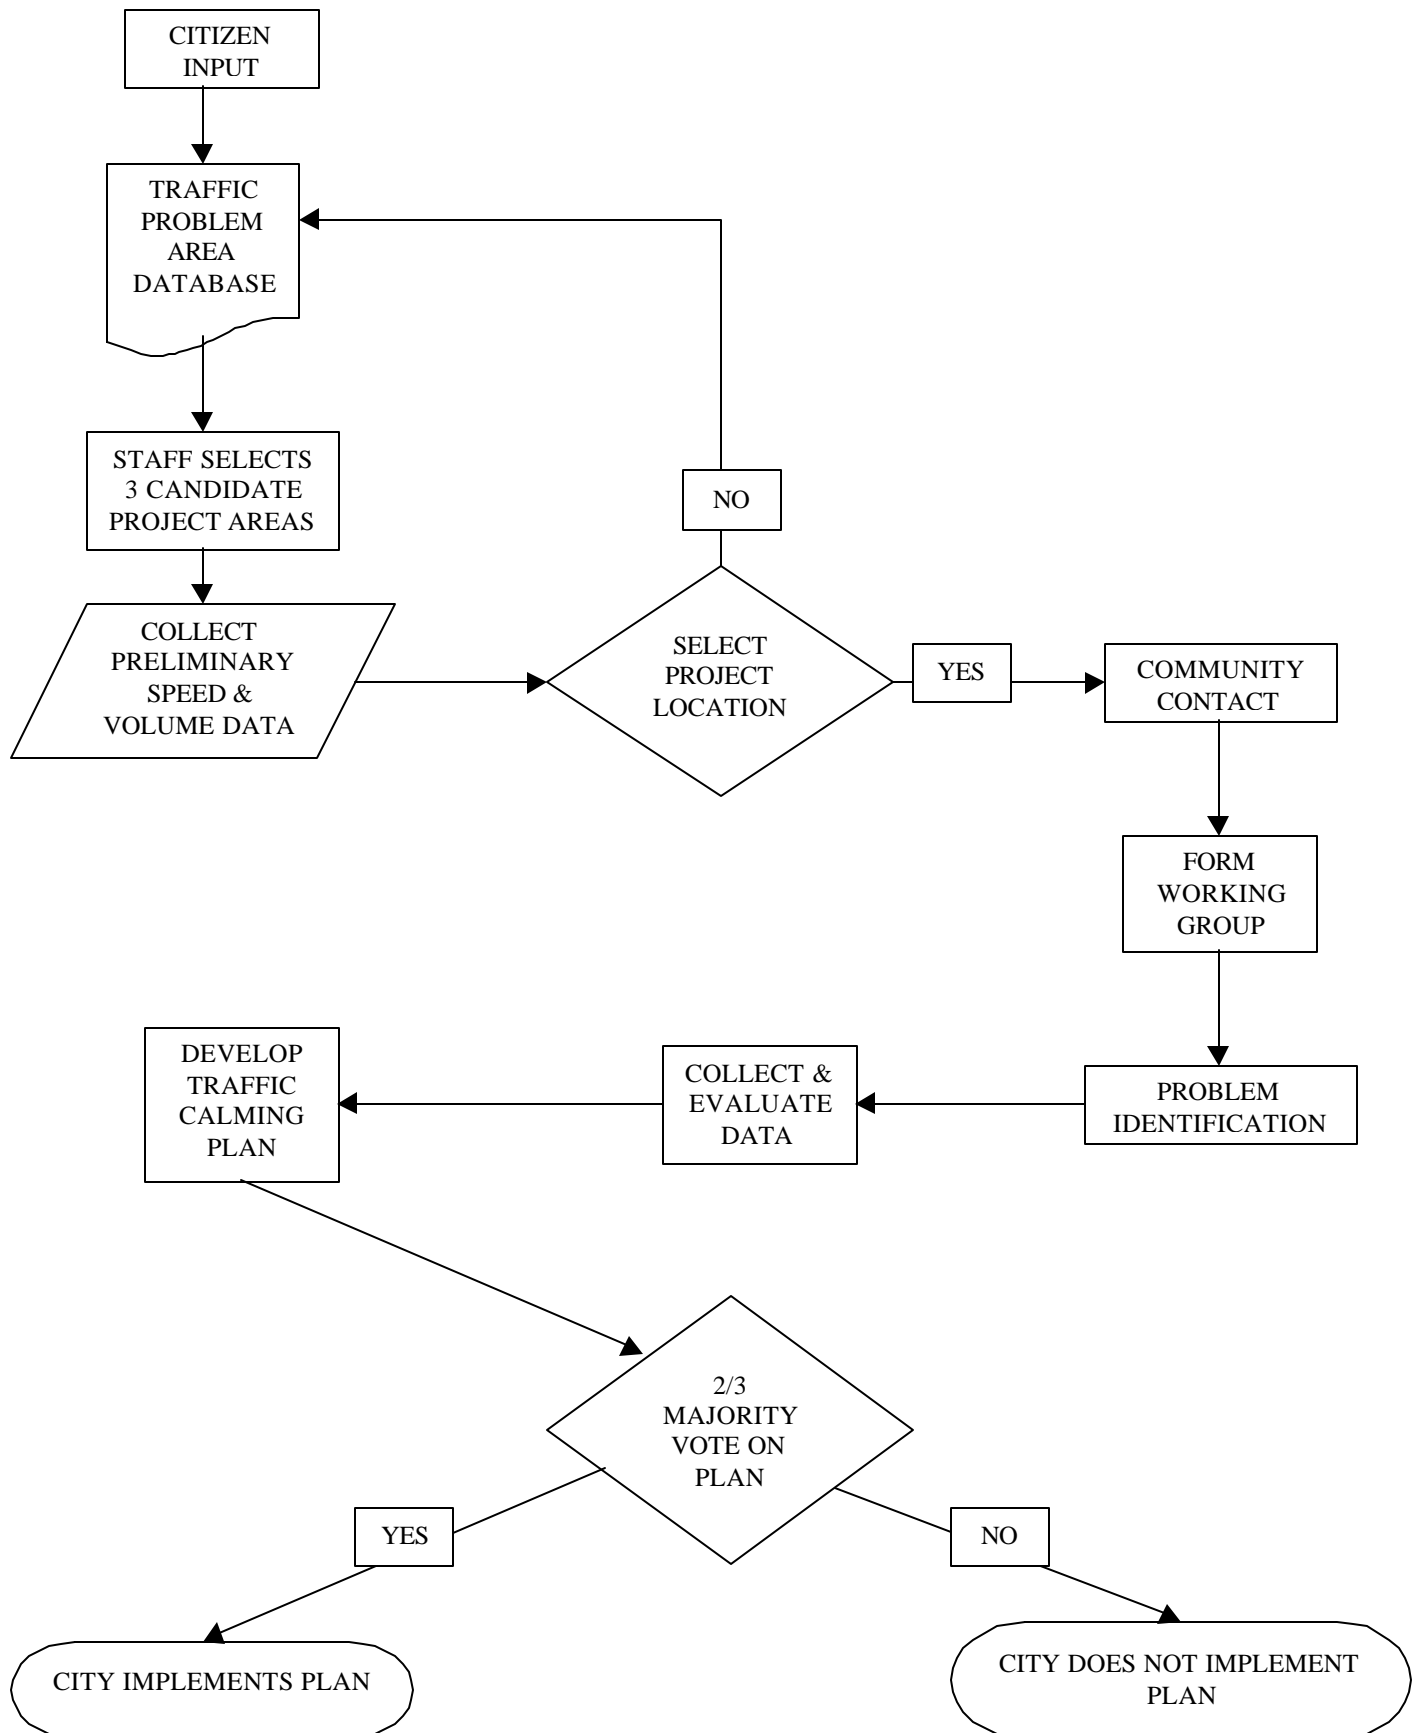 CITIZEN
INPUT
TRAFFIC
PROBLEM
AREA
DATABASE
STAFF SELECTS
3 CANDIDATE
PROJECT AREAS
COLLECT
PRELIMINARY
SPEED &
VOLUME DATA
NO
SELECT
PROJECT
LOCATION
YES
COMMUNITY
CONTACT
FORM
WORKING
GROUP
PROBLEM
IDENTIFICATION
COLLECT &
EVALUATE
DATA
DEVELOP
TRAFFIC
CALMING
PLAN
2/3
MAJORITY
VOTE ON
PLAN
YES
NO
CITY IMPLEMENTS PLAN
CITY DOES NOT IMPLEMENT
PLAN